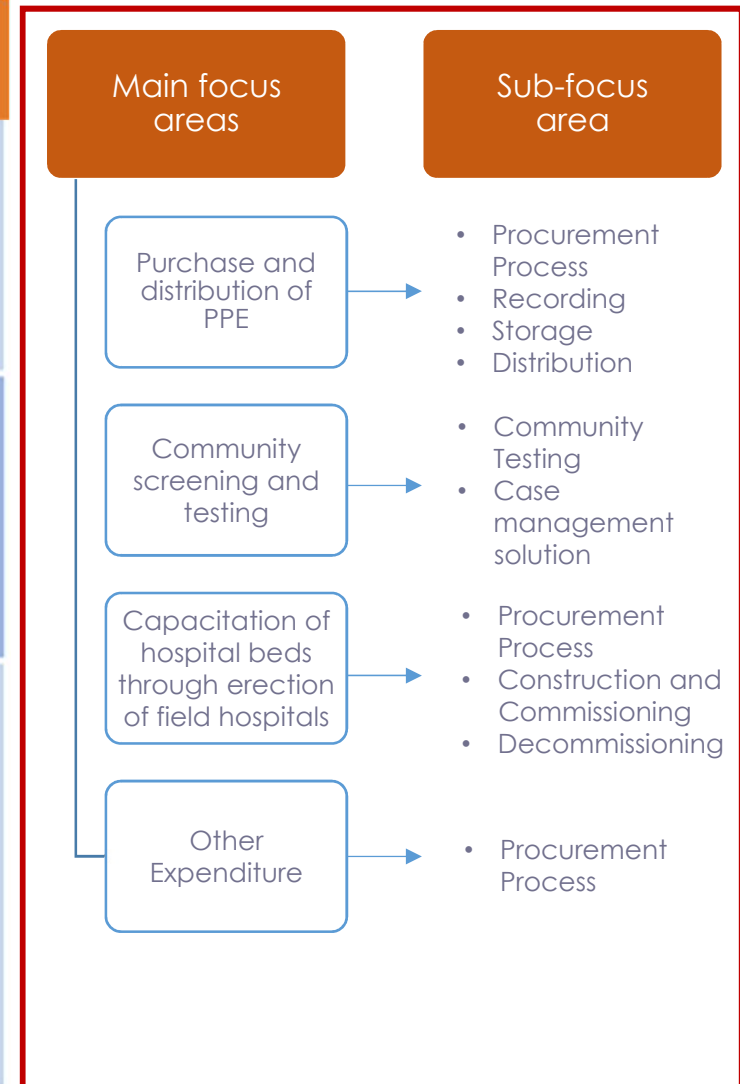 Main focus
areas
Sub-focus
area
Purchase and
distribution of
PPE
• Procurement
Process
• Recording
• Storage
• Distribution
Community
screening and
testing
• Community
Testing
• Case
management
solution
Capacitation of
hospital beds
through erection
of field hospitals
• Procurement
Process
• Construction and
Commissioning
• Decommissioning
Other
Expenditure
• Procurement
Process